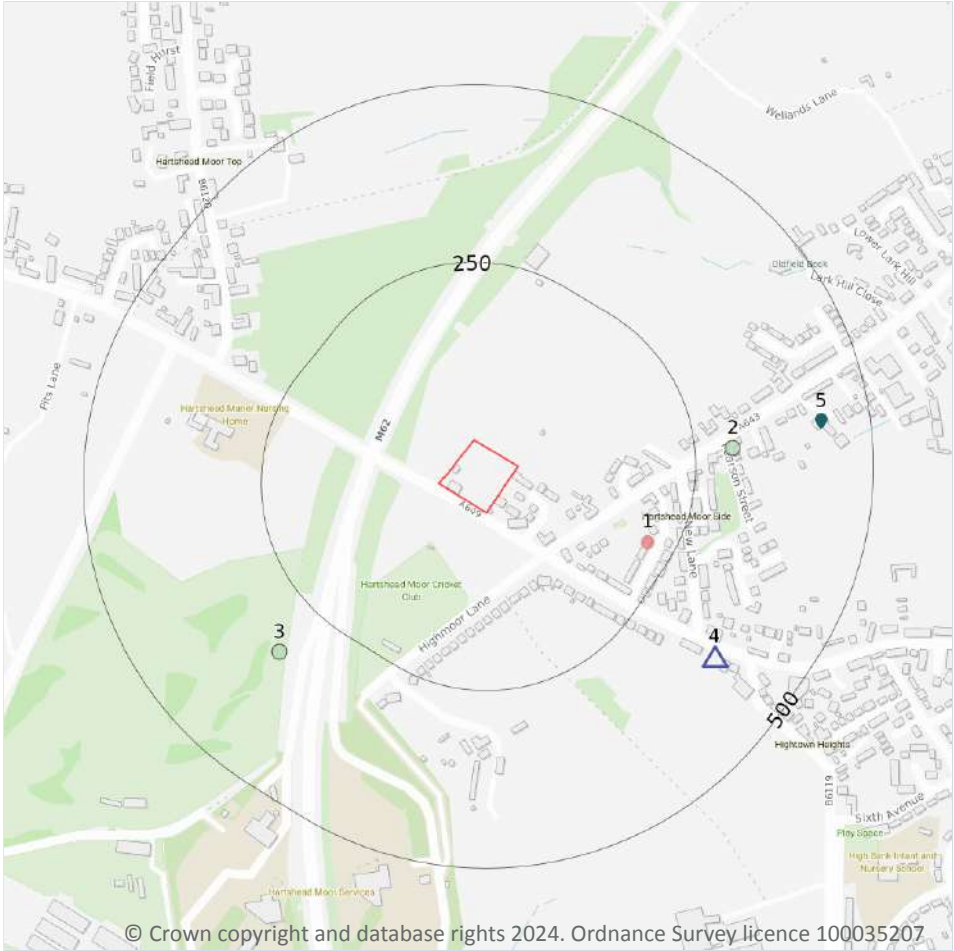 Field Hurst
Hartshead Moor Top
B6120
Wellands Lane
250
Oldfield Beck
Lower Lark Hill
Lark Hill Close
Pits Lane
M62
Hartshead Manor Nursing
Home
5
2
A643
Pearson Street
A649
1
Hartshead Moor Side
New Lane
Hartshead Moor Cricket
Club
Highmoor Lane
3
4
500
Hightown Heights
B6119
Sixth Avenue
Play Space
High Bank Infant and
Nursery School
Hartshead Moor Services
© Crown copyright and database rights 2024. Ordnance Survey licence 100035207